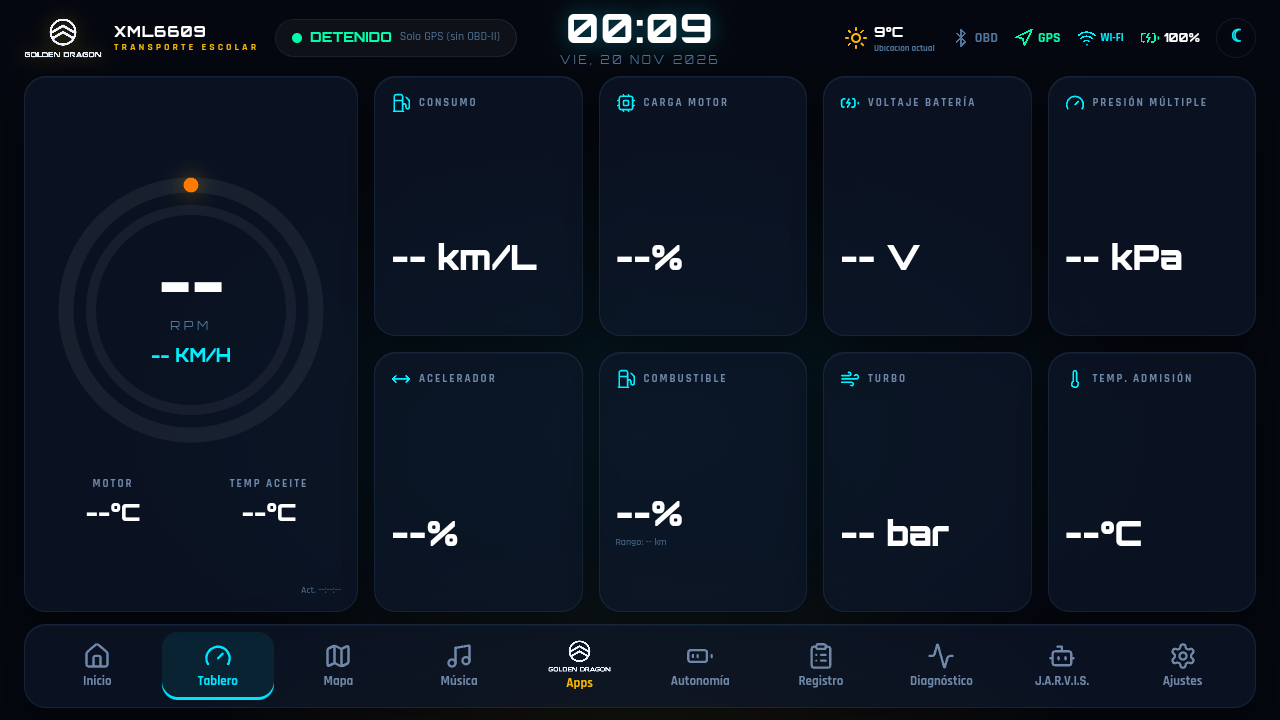 GOLDEN DRAGON
XML6609
TRANSPORTE ESCOLAR
DETENIDO
Solo GPS (sin OBD-II)
00:09
VIE, 20 NOV 2026
9°C
Ubicación actual
OBD
GPS
WI-FI
100%
-- 
RPM
-- KM/H
MOTOR
--°C
TEMP ACEITE
--°C
Act. --:--:--
CONSUMO
-- km/L
CARGA MOTOR
--%
VOLTAJE BATERÍA
-- V
PRESIÓN MÚLTIPLE
-- kPa
ACELERADOR
--%
COMBUSTIBLE
--%
Rango: -- km
TURBO
-- bar
TEMP. ADMISIÓN
--°C
Inicio
Tablero
Mapa
Música
GOLDEN DRAGON
Apps
Autonomía
Registro
Diagnóstico
J.A.R.V.I.S.
Ajustes